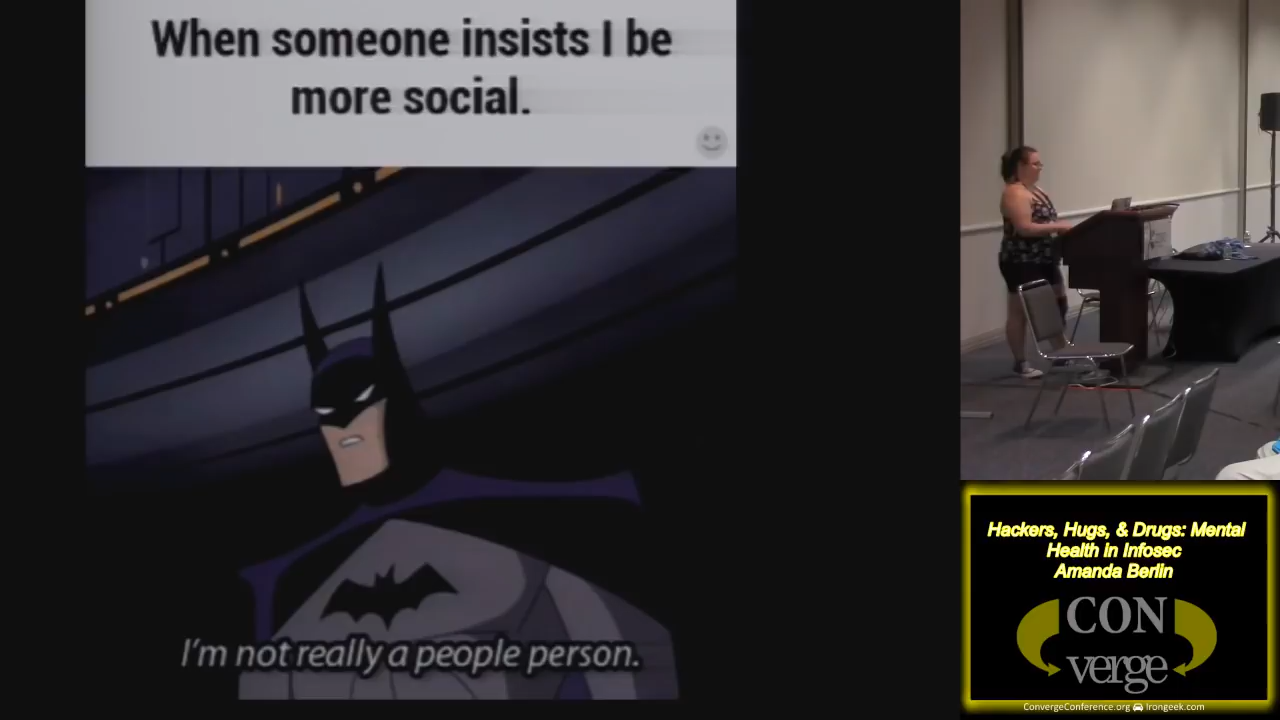 When someone insists I be
more social.
I'm not really a people person.
Hackers, Hugs, & Drugs: Mental
Health in Infosec
Amanda Berlin
CON
verge
ConvergeConference.org Irongeek.com